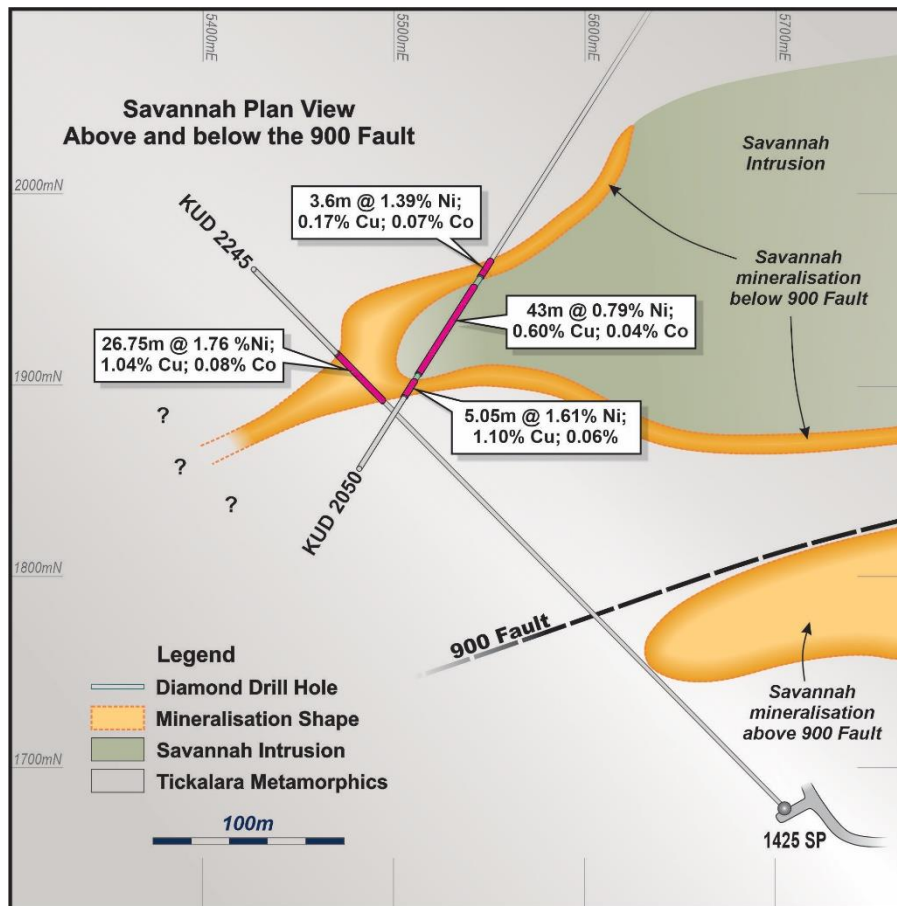 5400mE
5500mE
5600mE
5700mE
Savannah Plan View
Above and below the 900 Fault
Savannah
Intrusion
2000mN
KUD 2245
3.6m @ 1.39% Ni;
0.17% Cu; 0.07% Co
Savannah
mineralisation
below 900 Fault
26.75m @ 1.76 %Ni;
1.04% Cu; 0.08% Co
43m @ 0.79% Ni;
0.60% Cu; 0.04% Co
1900mN
?
5.05m @ 1.61% Ni;
1.10% Cu; 0.06%
?
?
KUD 2050
1800mN
900 Fault
Legend
Diamond Drill Hole
Mineralisation Shape
Savannah Intrusion
Tickalara Metamorphics
Savannah
mineralisation
above 900 Fault
1700mN
100m
1425 SP